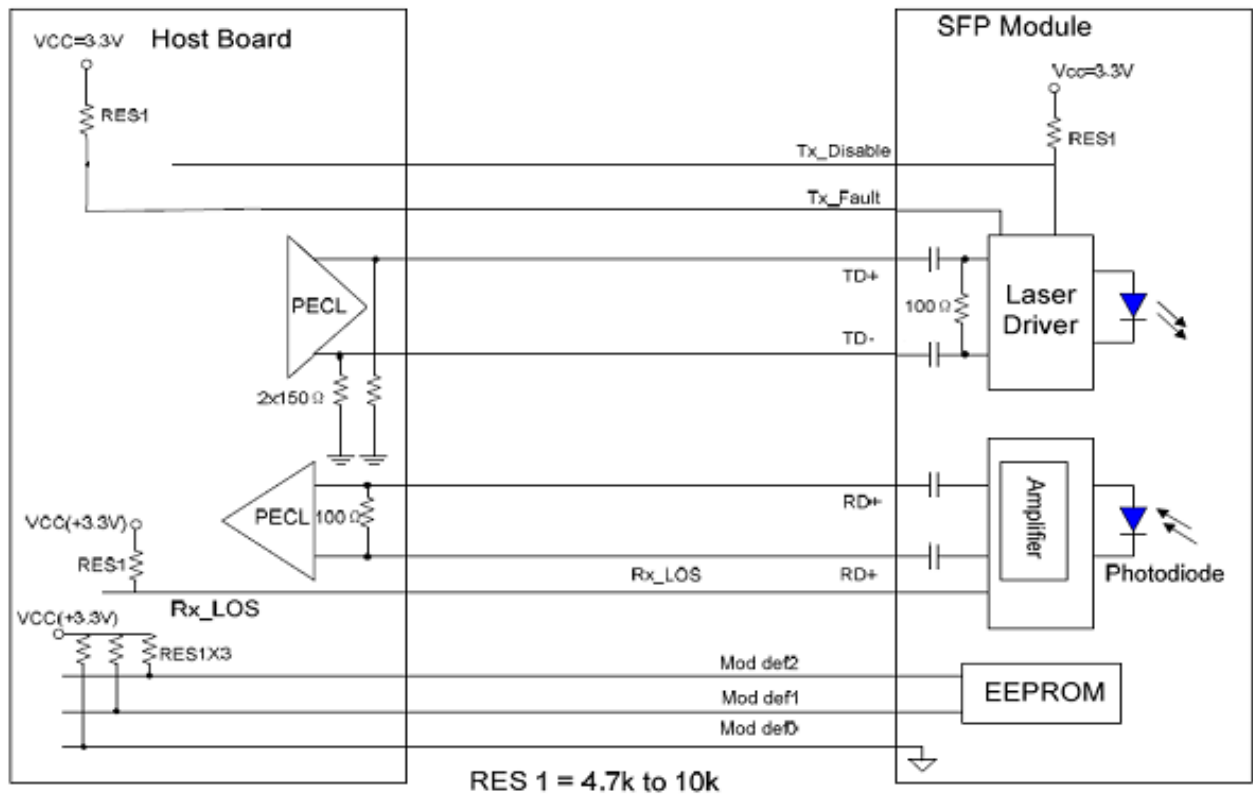 Host Board
SFP Module
VCC=3.3V
RES1
Vcc=3.3V
RES1
Tx_Disable
Tx_Fault
PECL
TD+
TD-
2x150 Ω
100 Ω
Laser
Driver
PECL
100 Ω
RD+
RD+
Amplifier
Photodiode
VCC(+3.3V)
RES1
Rx_LOS
Rx_LOS
VCC(+3.3V)
RES1X3
Mod def2
Mod def1
Mod def0
EEPROM
RES 1 = 4.7k to 10k